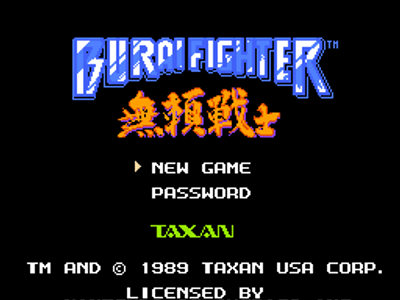 BURAI FIGHTER™
無頼戦士
NEW GAME
PASSWORD
TAXAN
TM AND © 1989 TAXAN USA CORP.
LICENSED BY